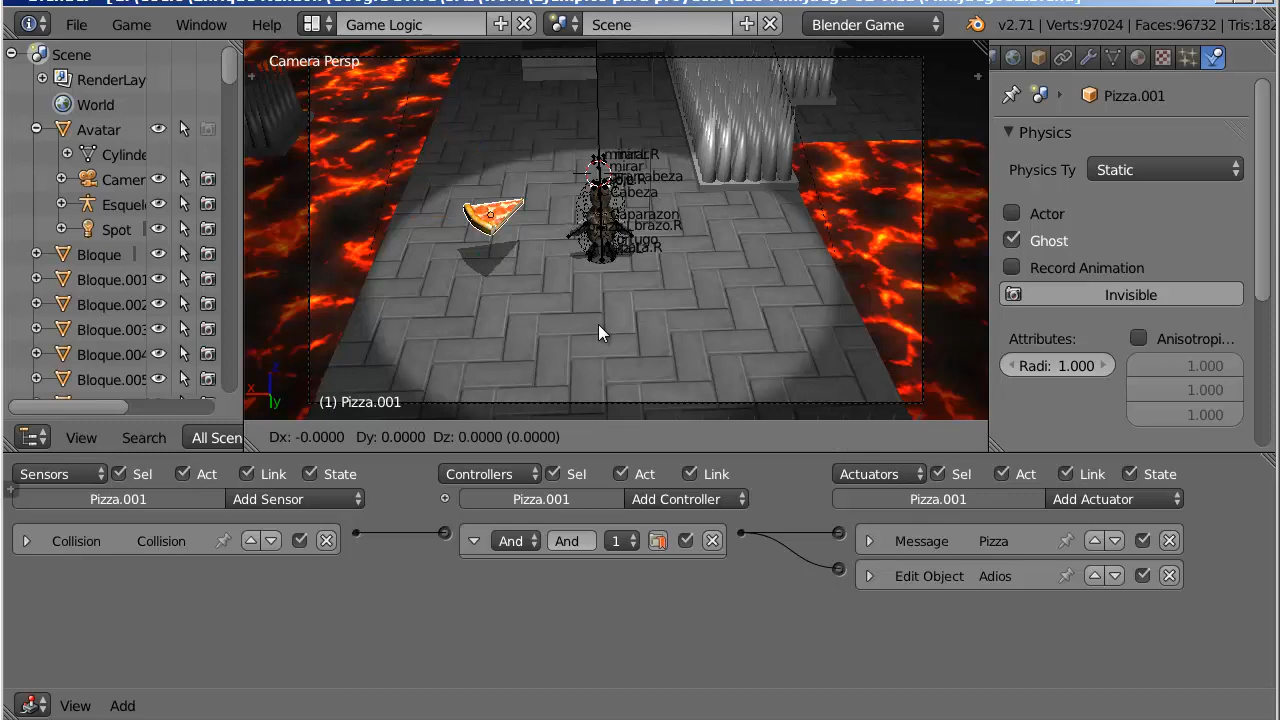 File Game Window Help Game Logic Scene Blender Game v2.71 | Verts:97024 | Faces:96732 | Tris:182
Scene
RenderLay
World
Avatar
Cylinde
Camer
Esquel
Spot
Bloque
Bloque.001
Bloque.002
Bloque.003
Bloque.004
Bloque.005
View Search All Scen
Camera Persp
mirar
Cabeza
(1) Pizza.001
Dx: -0.0000 Dy: 0.0000 Dz: 0.0000 (0.0000)
Pizza.001
Physics
Physics Ty Static
Actor
Ghost
Record Animation
Invisible
Attributes: Anisotropi...
Radi: 1.000 1.000
1.000
1.000
Sensors Sel Act Link State
Pizza.001 Add Sensor
Collision Collision
Controllers Sel Act Link
Pizza.001 Add Controller
And And 1
Actuators Sel Act Link State
Pizza.001 Add Actuator
Message Pizza
Edit Object Adios
View Add
x
y